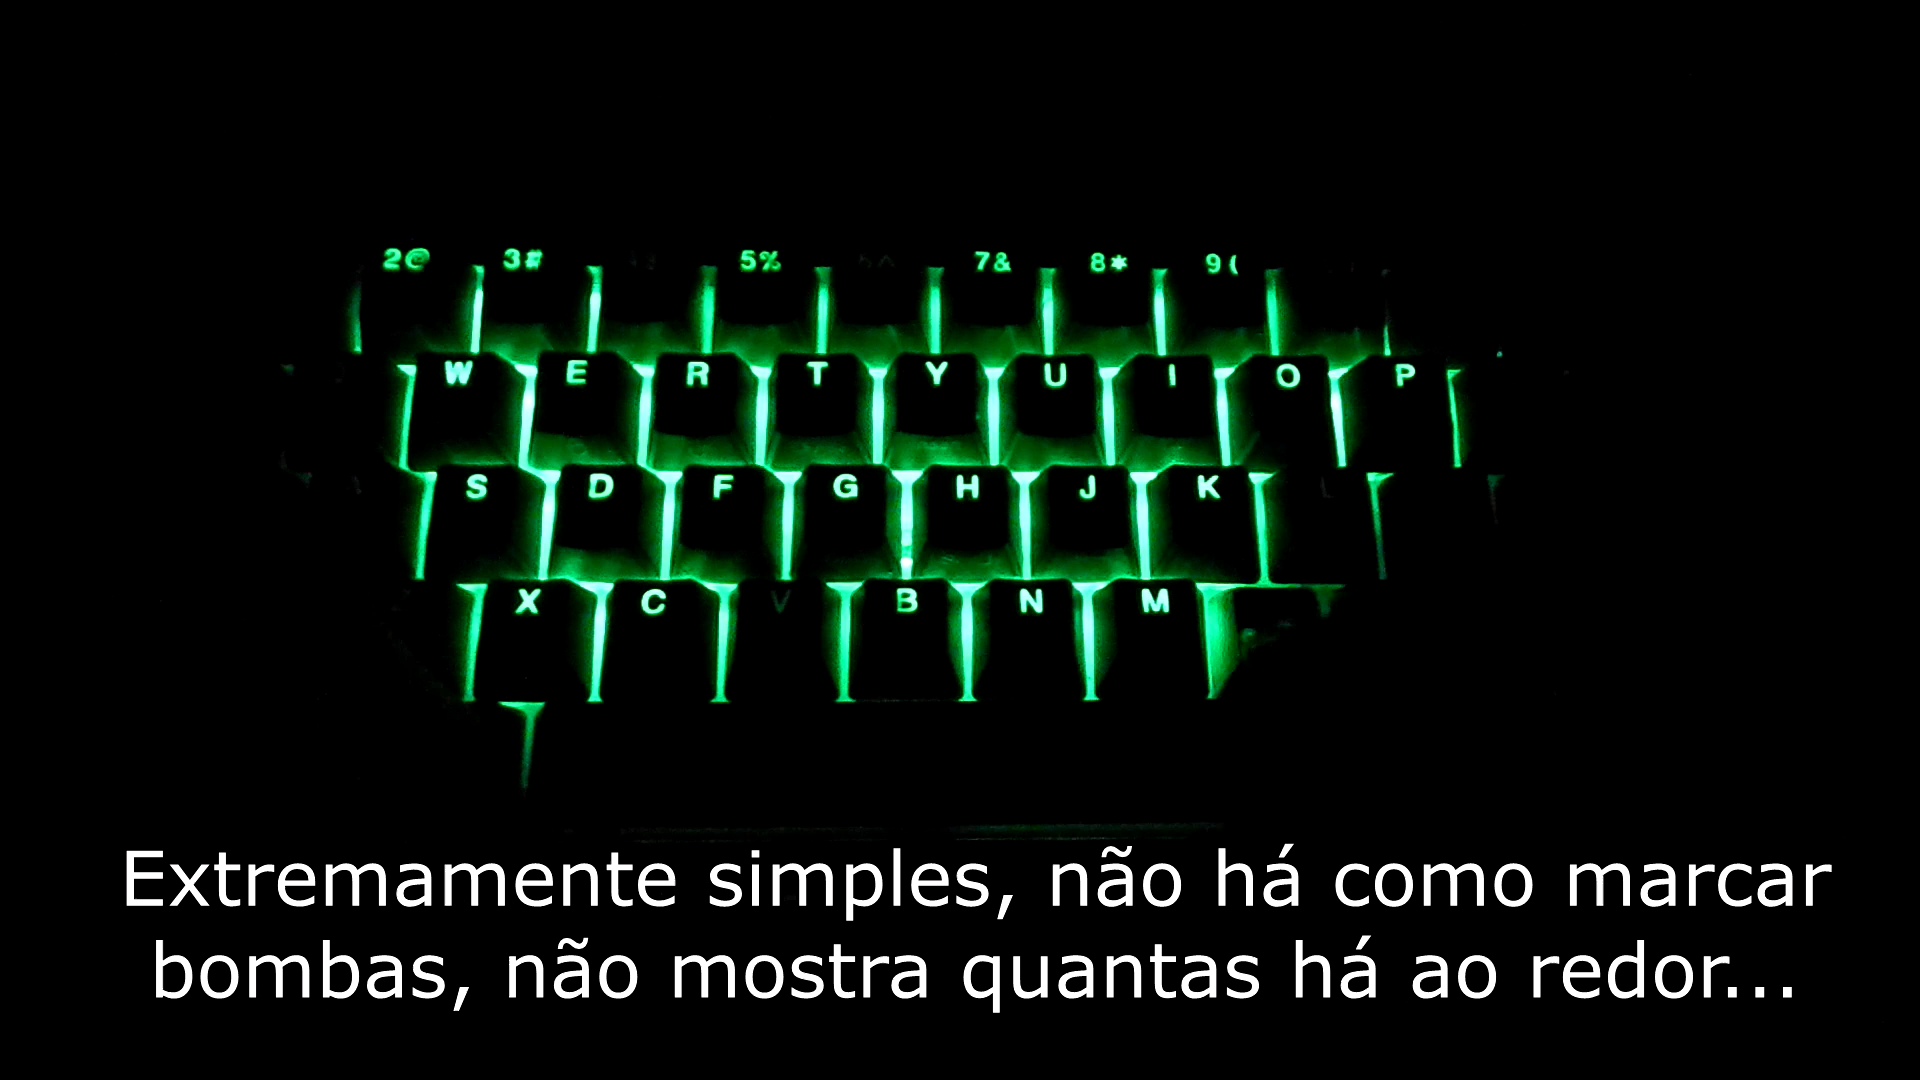 2@ 3# 5% 7& 8* 9(
W E R T Y U I O P
S D F G H J K
X C V B N M
Extremamente simples, não há como marcar
bombas, não mostra quantas há ao redor...